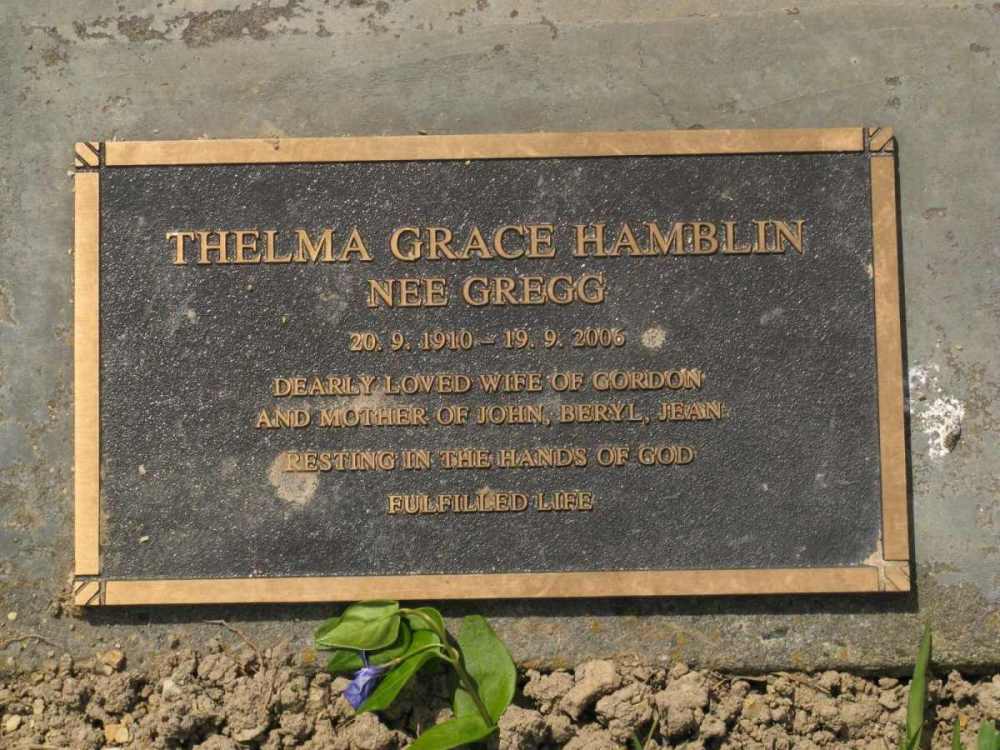 THELMA GRACE HAMBLIN
NEE GREGG
20. 9. 1910 – 19. 9. 2006
DEARLY LOVED WIFE OF GORDON
AND MOTHER OF JOHN, BERYL, JEAN
RESTING IN THE HANDS OF GOD
FULFILLED LIFE